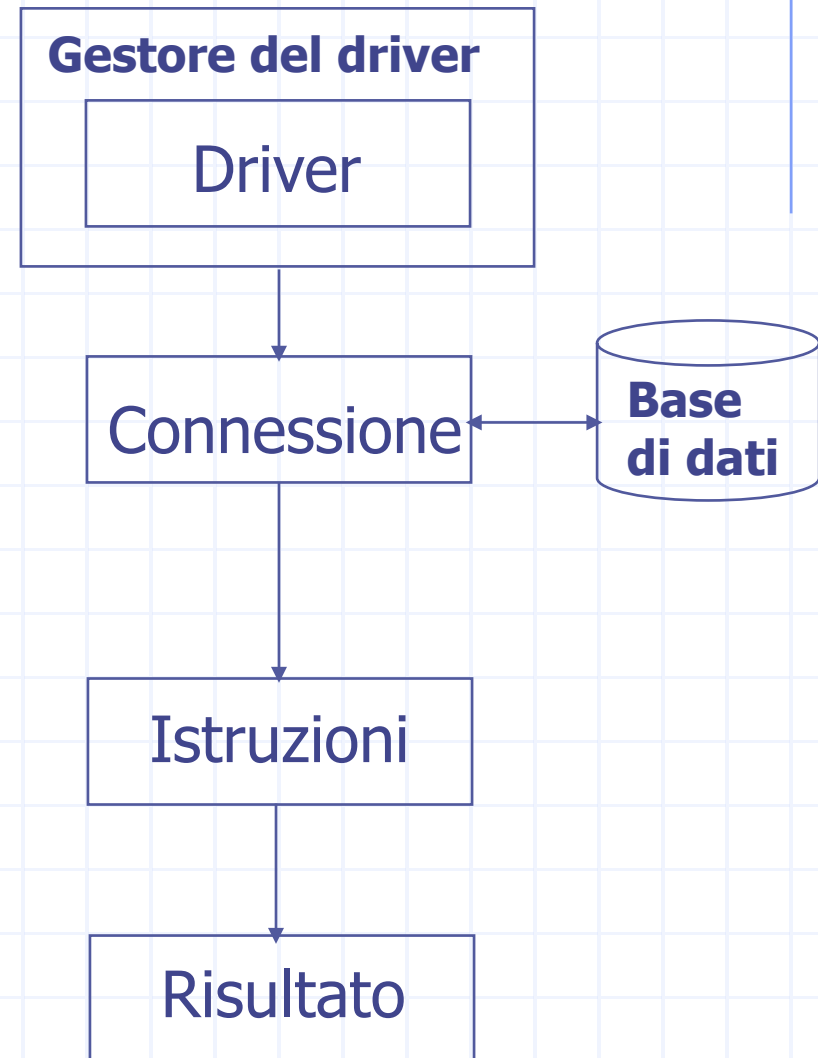 Gestore del driver
Driver
Connessione
Base
di dati
Istruzioni
Risultato